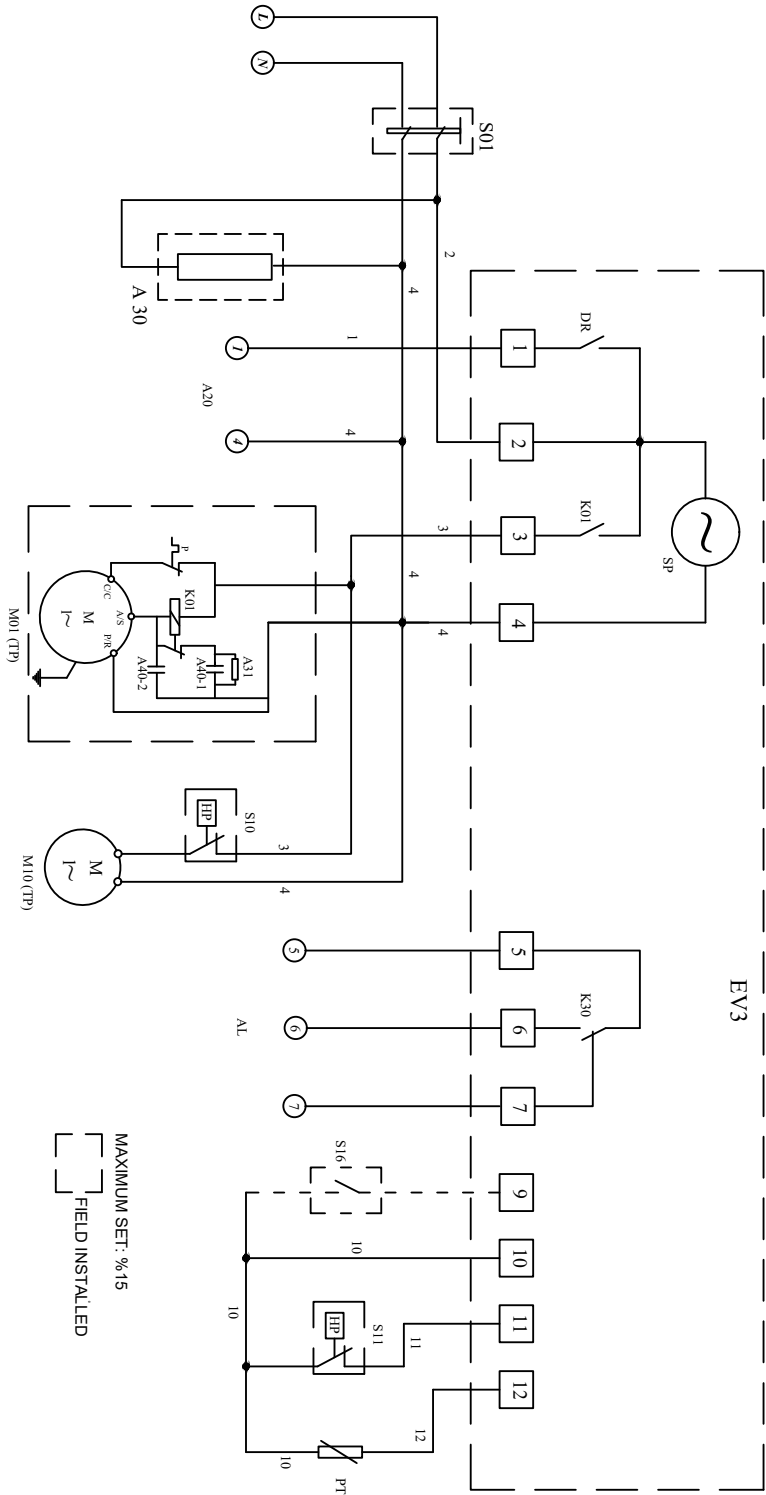 L
N
S01
A 30
2
4
EV3
SP
DR
K01
1
2
3
4
1
4
3
4
4
1
A20
4
M01 (TP)
M
1~
C/C
A/S
P/R
P
K01
A31
A40-1
A40-2
M10 (TP)
M
1~
HP
S10
3
4
K30
5
6
7
5
6
7
AL
9
10
11
12
S16
10
10
S11
HP
11
12
10
PT
MAXIMUM SET: %15
FIELD INSTALLED